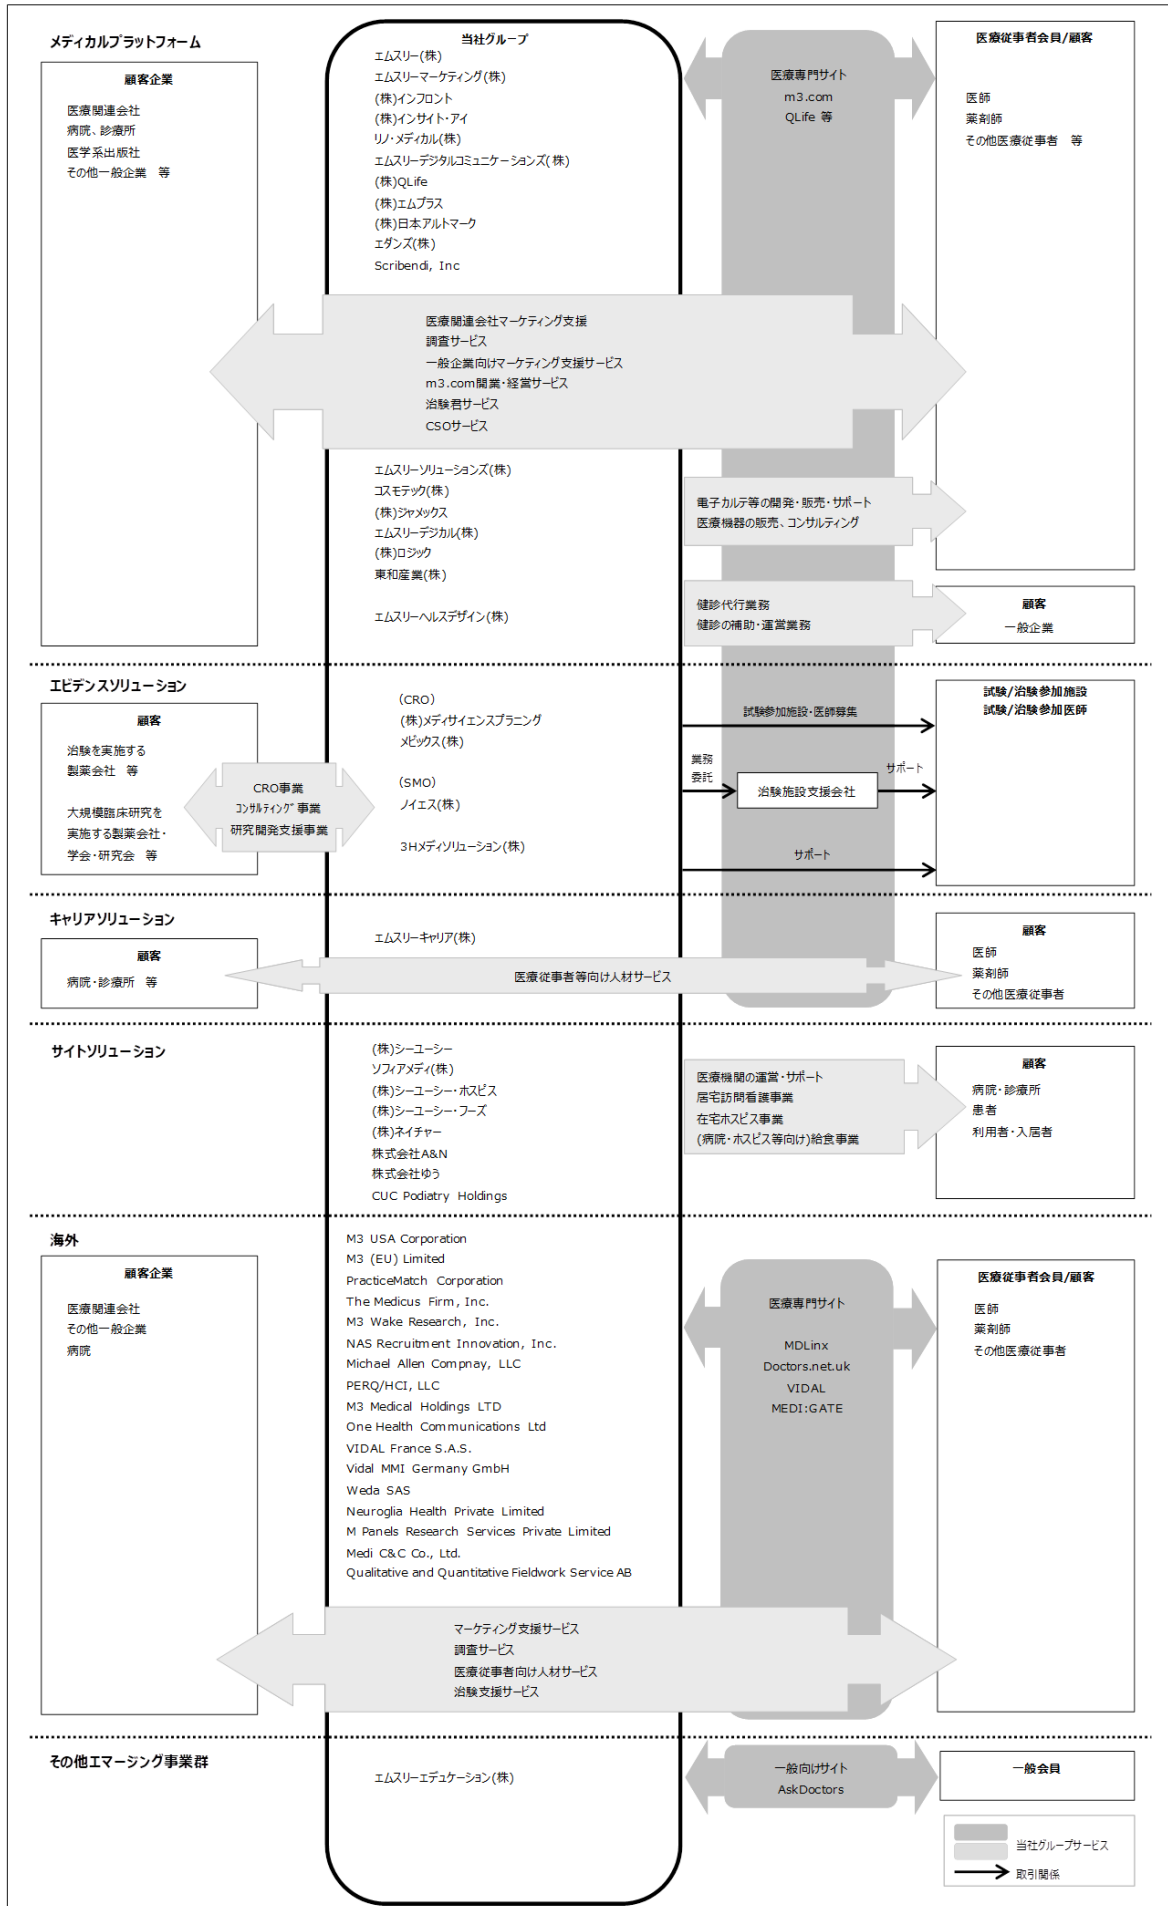 メディカルプラットフォーム
顧客企業
医療関連会社
病院、診療所
医学系出版社
その他一般企業　等
当社グループ
エムスリー(株)
エムスリーマーケティング(株)
(株)インフロント
(株)インサイト・アイ
リノ・メディカル(株)
エムスリーデジタルコミュニケーションズ(株)
(株)QLife
(株)エムプラス
(株)日本アルトマーク
エダンズ(株)
Scribendi, Inc
医療専門サイト
m3.com
QLife 等
医療従事者会員/顧客
医師
薬剤師
その他医療従事者　等
医療関連会社マーケティング支援
調査サービス
一般企業向けマーケティング支援サービス
m3.com開業・経営サービス
治験君サービス
CSOサービス
エムスリーソリューションズ(株)
コスモテック(株)
(株)ジャメックス
エムスリーデジカル(株)
(株)ロジック
東和産業(株)
エムスリーヘルスデザイン(株)
電子カルテ等の開発・販売・サポート
医療機器の販売、コンサルティング
健診代行業務
健診の補助・運営業務
顧客
一般企業
エビデンスソリューション
顧客
治験を実施する
製薬会社　等
大規模臨床研究を
実施する製薬会社・
学会・研究会　等
CRO事業
コンサルティング事業
研究開発支援事業
(CRO)
(株)メディサイエンスプラニング
メビックス(株)
(SMO)
ノイエス(株)
3Hメディソリューション(株)
試験参加施設・医師募集
業務
委託
治験施設支援会社
サポート
サポート
試験/治験参加施設
試験/治験参加医師
キャリアソリューション
顧客
病院・診療所　等
エムスリーキャリア(株)
医療従事者等向け人材サービス
顧客
医師
薬剤師
その他医療従事者
サイトソリューション
(株)シーユーシー
ソフィアメディ(株)
(株)シーユーシー・ホスピス
(株)シーユーシー・フーズ
(株)ネイチャー
株式会社A&N
株式会社ゆう
CUC Podiatry Holdings
医療機関の運営・サポート
居宅訪問看護事業
在宅ホスピス事業
(病院・ホスピス等向け)給食事業
顧客
病院・診療所
患者
利用者・入居者
海外
顧客企業
医療関連会社
その他一般企業
病院
M3 USA Corporation
M3 (EU) Limited
PracticeMatch Corporation
The Medicus Firm, Inc.
M3 Wake Research, Inc.
NAS Recruitment Innovation, Inc.
Michael Allen Compnay, LLC
PERQ/HCI, LLC
M3 Medical Holdings LTD
One Health Communications Ltd
VIDAL France S.A.S.
Vidal MMI Germany GmbH
Weda SAS
Neuroglia Health Private Limited
M Panels Research Services Private Limited
Medi C&C Co., Ltd.
Qualitative and Quantitative Fieldwork Service AB
医療専門サイト
MDLinx
Doctors.net.uk
VIDAL
MEDI:GATE
医療従事者会員/顧客
医師
薬剤師
その他医療従事者
マーケティング支援サービス
調査サービス
医療従事者向け人材サービス
治験支援サービス
その他エマージング事業群
エムスリーエデュケーション(株)
一般向けサイト
AskDoctors
一般会員
当社グループサービス
取引関係